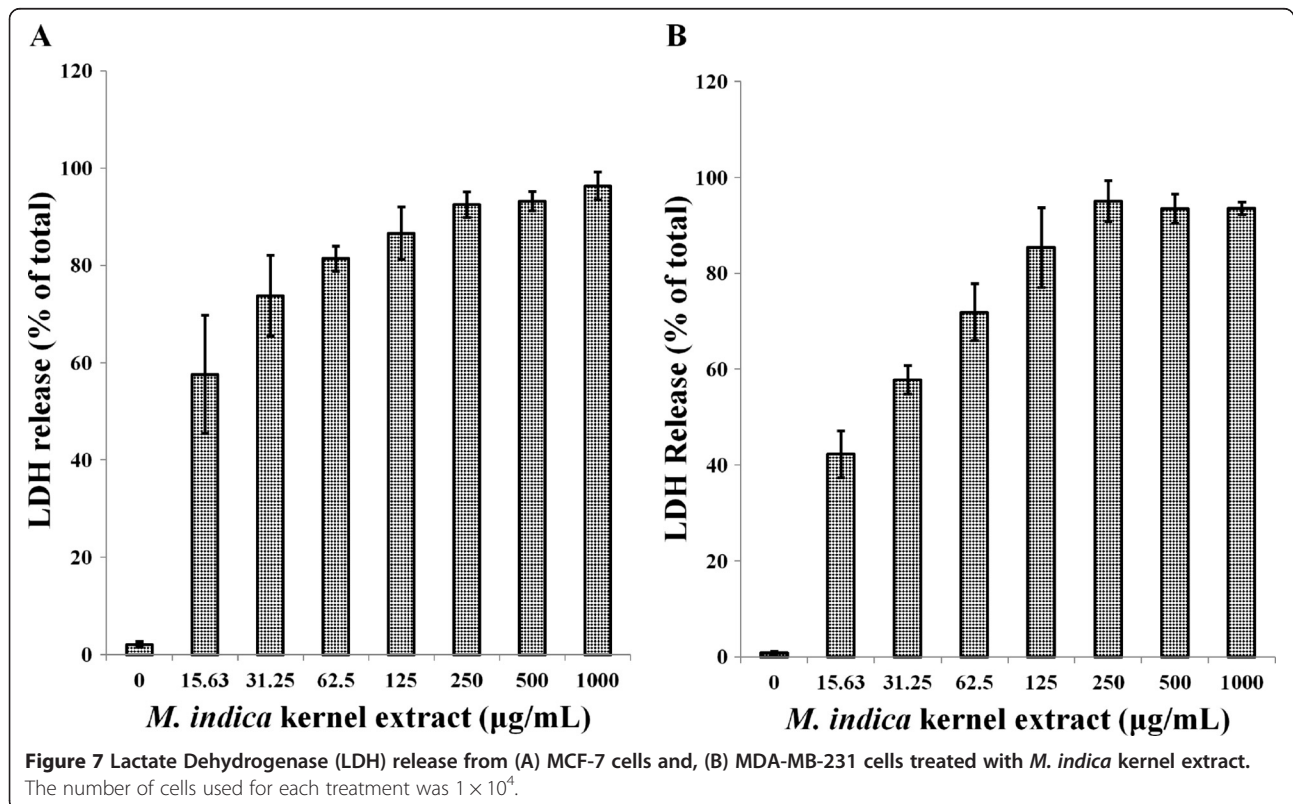 A
120
100
80
60
40
20
0
LDH release (% of total)
0 15.63 31.25 62.5 125 250 500 1000
M. indica kernel extract (µg/mL)
B
120
100
80
60
40
20
0
LDH Release (% of total)
0 15.63 31.25 62.5 125 250 500 1000
M. indica kernel extract (µg/mL)
Figure 7 Lactate Dehydrogenase (LDH) release from (A) MCF-7 cells and, (B) MDA-MB-231 cells treated with M. indica kernel extract.
The number of cells used for each treatment was 1 × 10⁴.